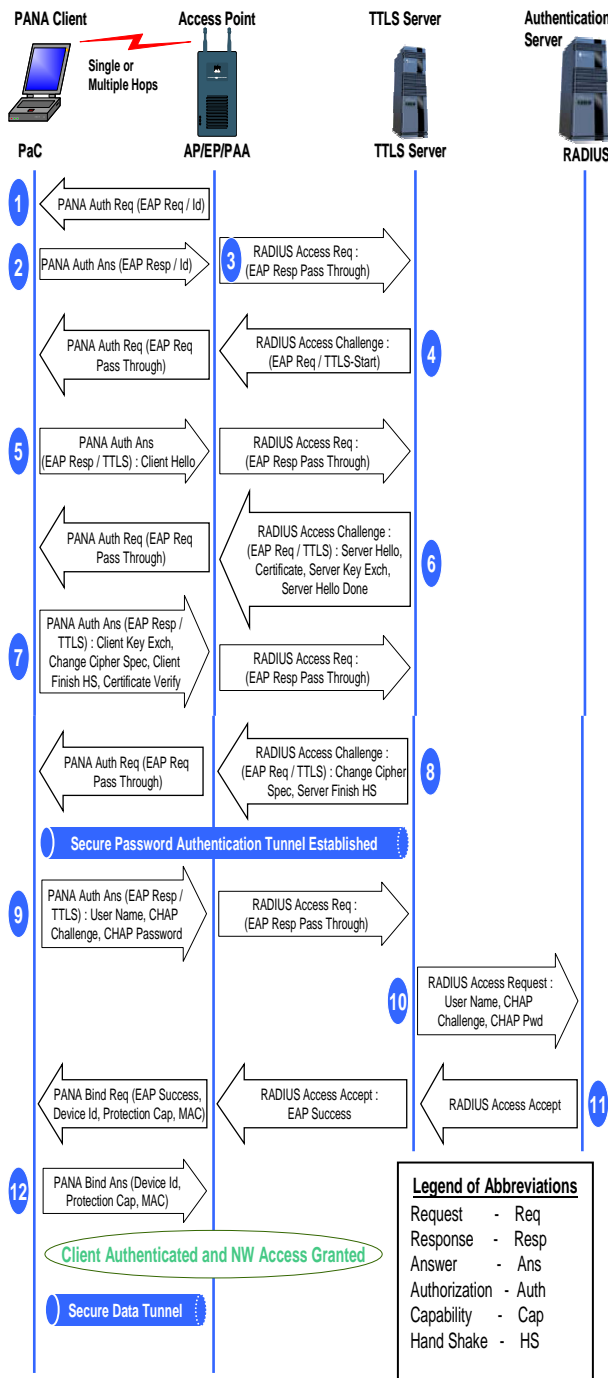 PANA Client
Access Point
TTLS Server
Authentication
Server
Single or
Multiple Hops
PaC
AP/EP/PAA
TTLS Server
RADIUS
1
PANA Auth Req (EAP Req / Id)
2
PANA Auth Ans (EAP Resp / Id)
3
RADIUS Access Req :
(EAP Resp Pass Through)
PANA Auth Req (EAP Req
Pass Through)
RADIUS Access Challenge :
(EAP Req / TTLS-Start)
4
5
PANA Auth Ans
(EAP Resp / TTLS) : Client Hello
RADIUS Access Req :
(EAP Resp Pass Through)
PANA Auth Req (EAP Req
Pass Through)
RADIUS Access Challenge :
(EAP Req / TTLS) : Server Hello,
Certificate, Server Key Exch,
Server Hello Done
6
7
PANA Auth Ans (EAP Resp /
TTLS) : Client Key Exch,
Change Cipher Spec, Client
Finish HS, Certificate Verify
RADIUS Access Req :
(EAP Resp Pass Through)
PANA Auth Req (EAP Req
Pass Through)
RADIUS Access Challenge :
(EAP Req / TTLS) : Change Cipher
Spec, Server Finish HS
8
Secure Password Authentication Tunnel Established
9
PANA Auth Ans (EAP Resp /
TTLS) : User Name, CHAP
Challenge, CHAP Password
RADIUS Access Req :
(EAP Resp Pass Through)
10
RADIUS Access Request :
User Name, CHAP
Challenge, CHAP Pwd
PANA Bind Req (EAP Success,
Device Id, Protection Cap, MAC)
RADIUS Access Accept :
EAP Success
RADIUS Access Accept
11
12
PANA Bind Ans (Device Id,
Protection Cap, MAC)
Client Authenticated and NW Access Granted
Secure Data Tunnel
Legend of Abbreviations
Request - Req
Response - Resp
Answer - Ans
Authorization - Auth
Capability - Cap
Hand Shake - HS